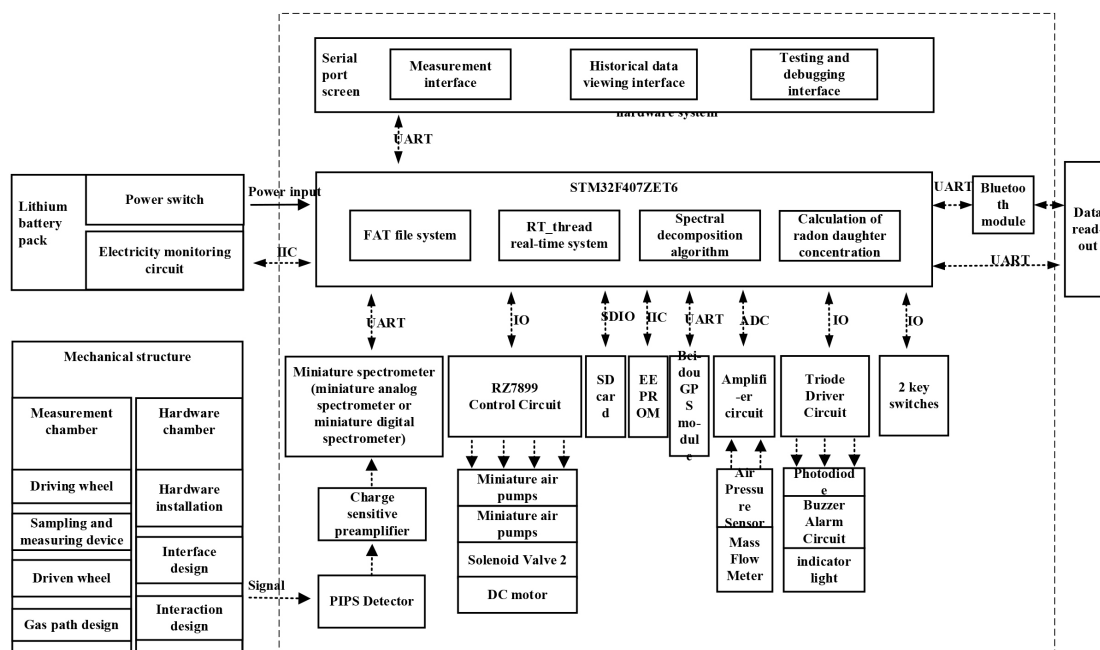 Serial
port
screen
Measurement
interface
Historical data
viewing interface
Testing and
debugging
interface
hardware system
UART
Lithium
battery
pack
Power switch
Electricity monitoring
circuit
Power input
IIC
STM32F407ZET6
FAT file system
RT_thread
real-time system
Spectral
decomposition
algorithm
Calculation of
radon daughter
concentration
UART
Bluetoo
th
module
UART
Data
read-
out
UART
IO
SDIO
IIC
UART
ADC
IO
IO
Miniature spectrometer
(miniature analog
spectrometer or
miniature digital
spectrometer)
RZ7899
Control Circuit
SD
car
d
EE
PR
OM
Bei-
dou
GP
S
mo-
dul
e
Amplifi-
er
circuit
Triode
Driver
Circuit
2 key
switches
Mechanical structure
Measurement
chamber
Hardware
chamber
Driving wheel
Sampling and
measuring device
Driven wheel
Gas path design
Hardware
installation
Interface
design
Interaction
design
Signal
Charge
sensitive
preamplifier
PIPS Detector
Miniature air
pumps
Miniature air
pumps
Solenoid Valve 2
DC motor
Air
Pressu
re
Sensor
Mass
Flow
Meter
Photodiod
e
Buzzer
Alarm
Circuit
indicator
light